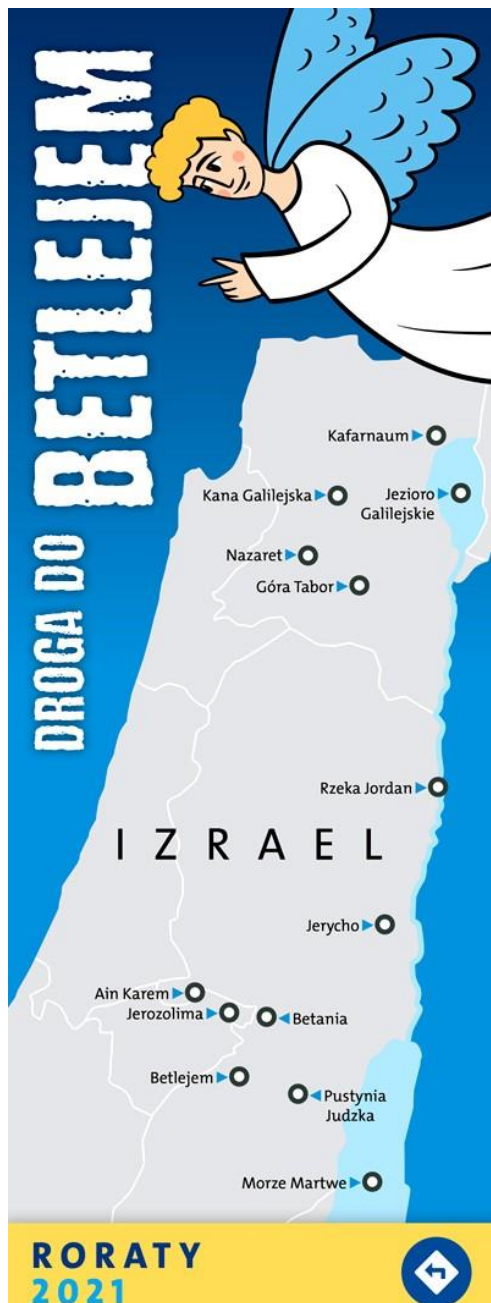 DROGA DO BETLEJEM
Kafarnaum
Kana Galilejska
Jezioro
Galilejskie
Nazaret
Góra Tabor
Rzeka Jordan
IZRAEL
Jerycho
Ain Karem
Jerozolima
Betania
Betlejem
Pustynia
Judzka
Morze Martwe
RORATY
2021